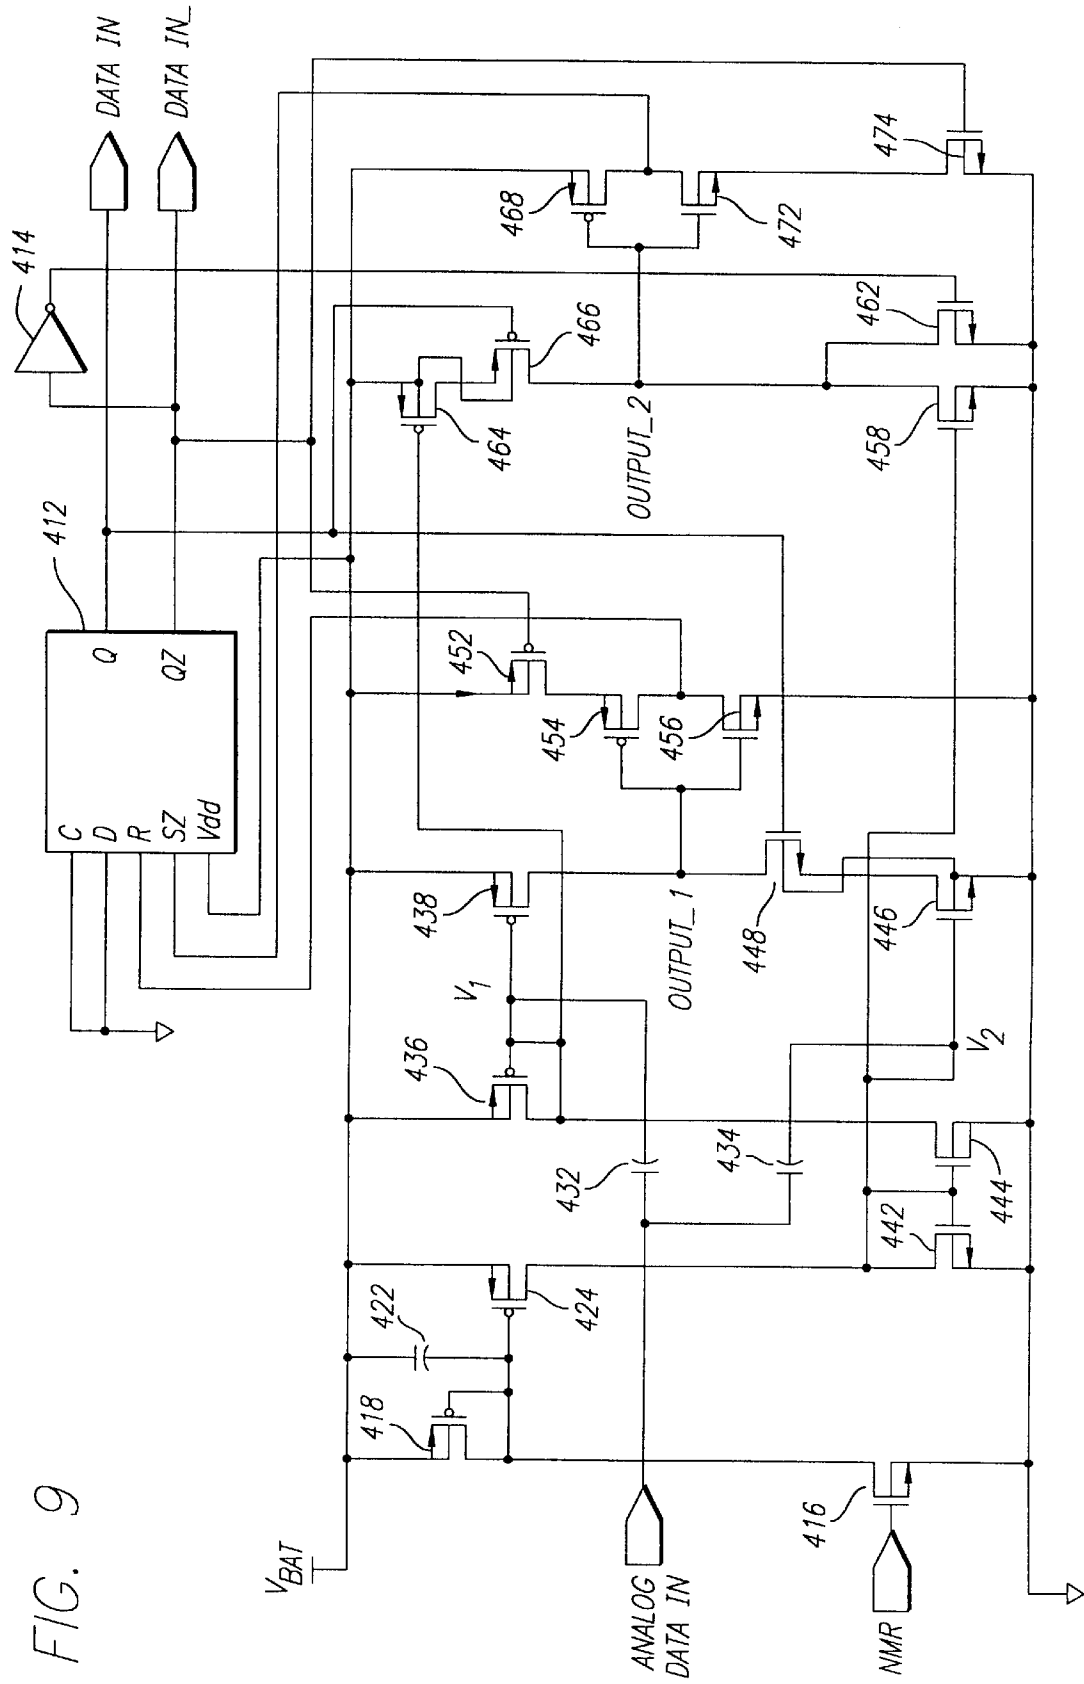 FIG. 9
412
414
C
D
R
SZ
Vdd
Q
QZ
DATA IN
DATA IN_
VBAT
418
422
424
436
V1
438
452
454
456
464
466
468
472
474
ANALOG
DATA IN
432
434
OUTPUT_1
OUTPUT_2
NMR
416
442
444
V2
446
448
458
462